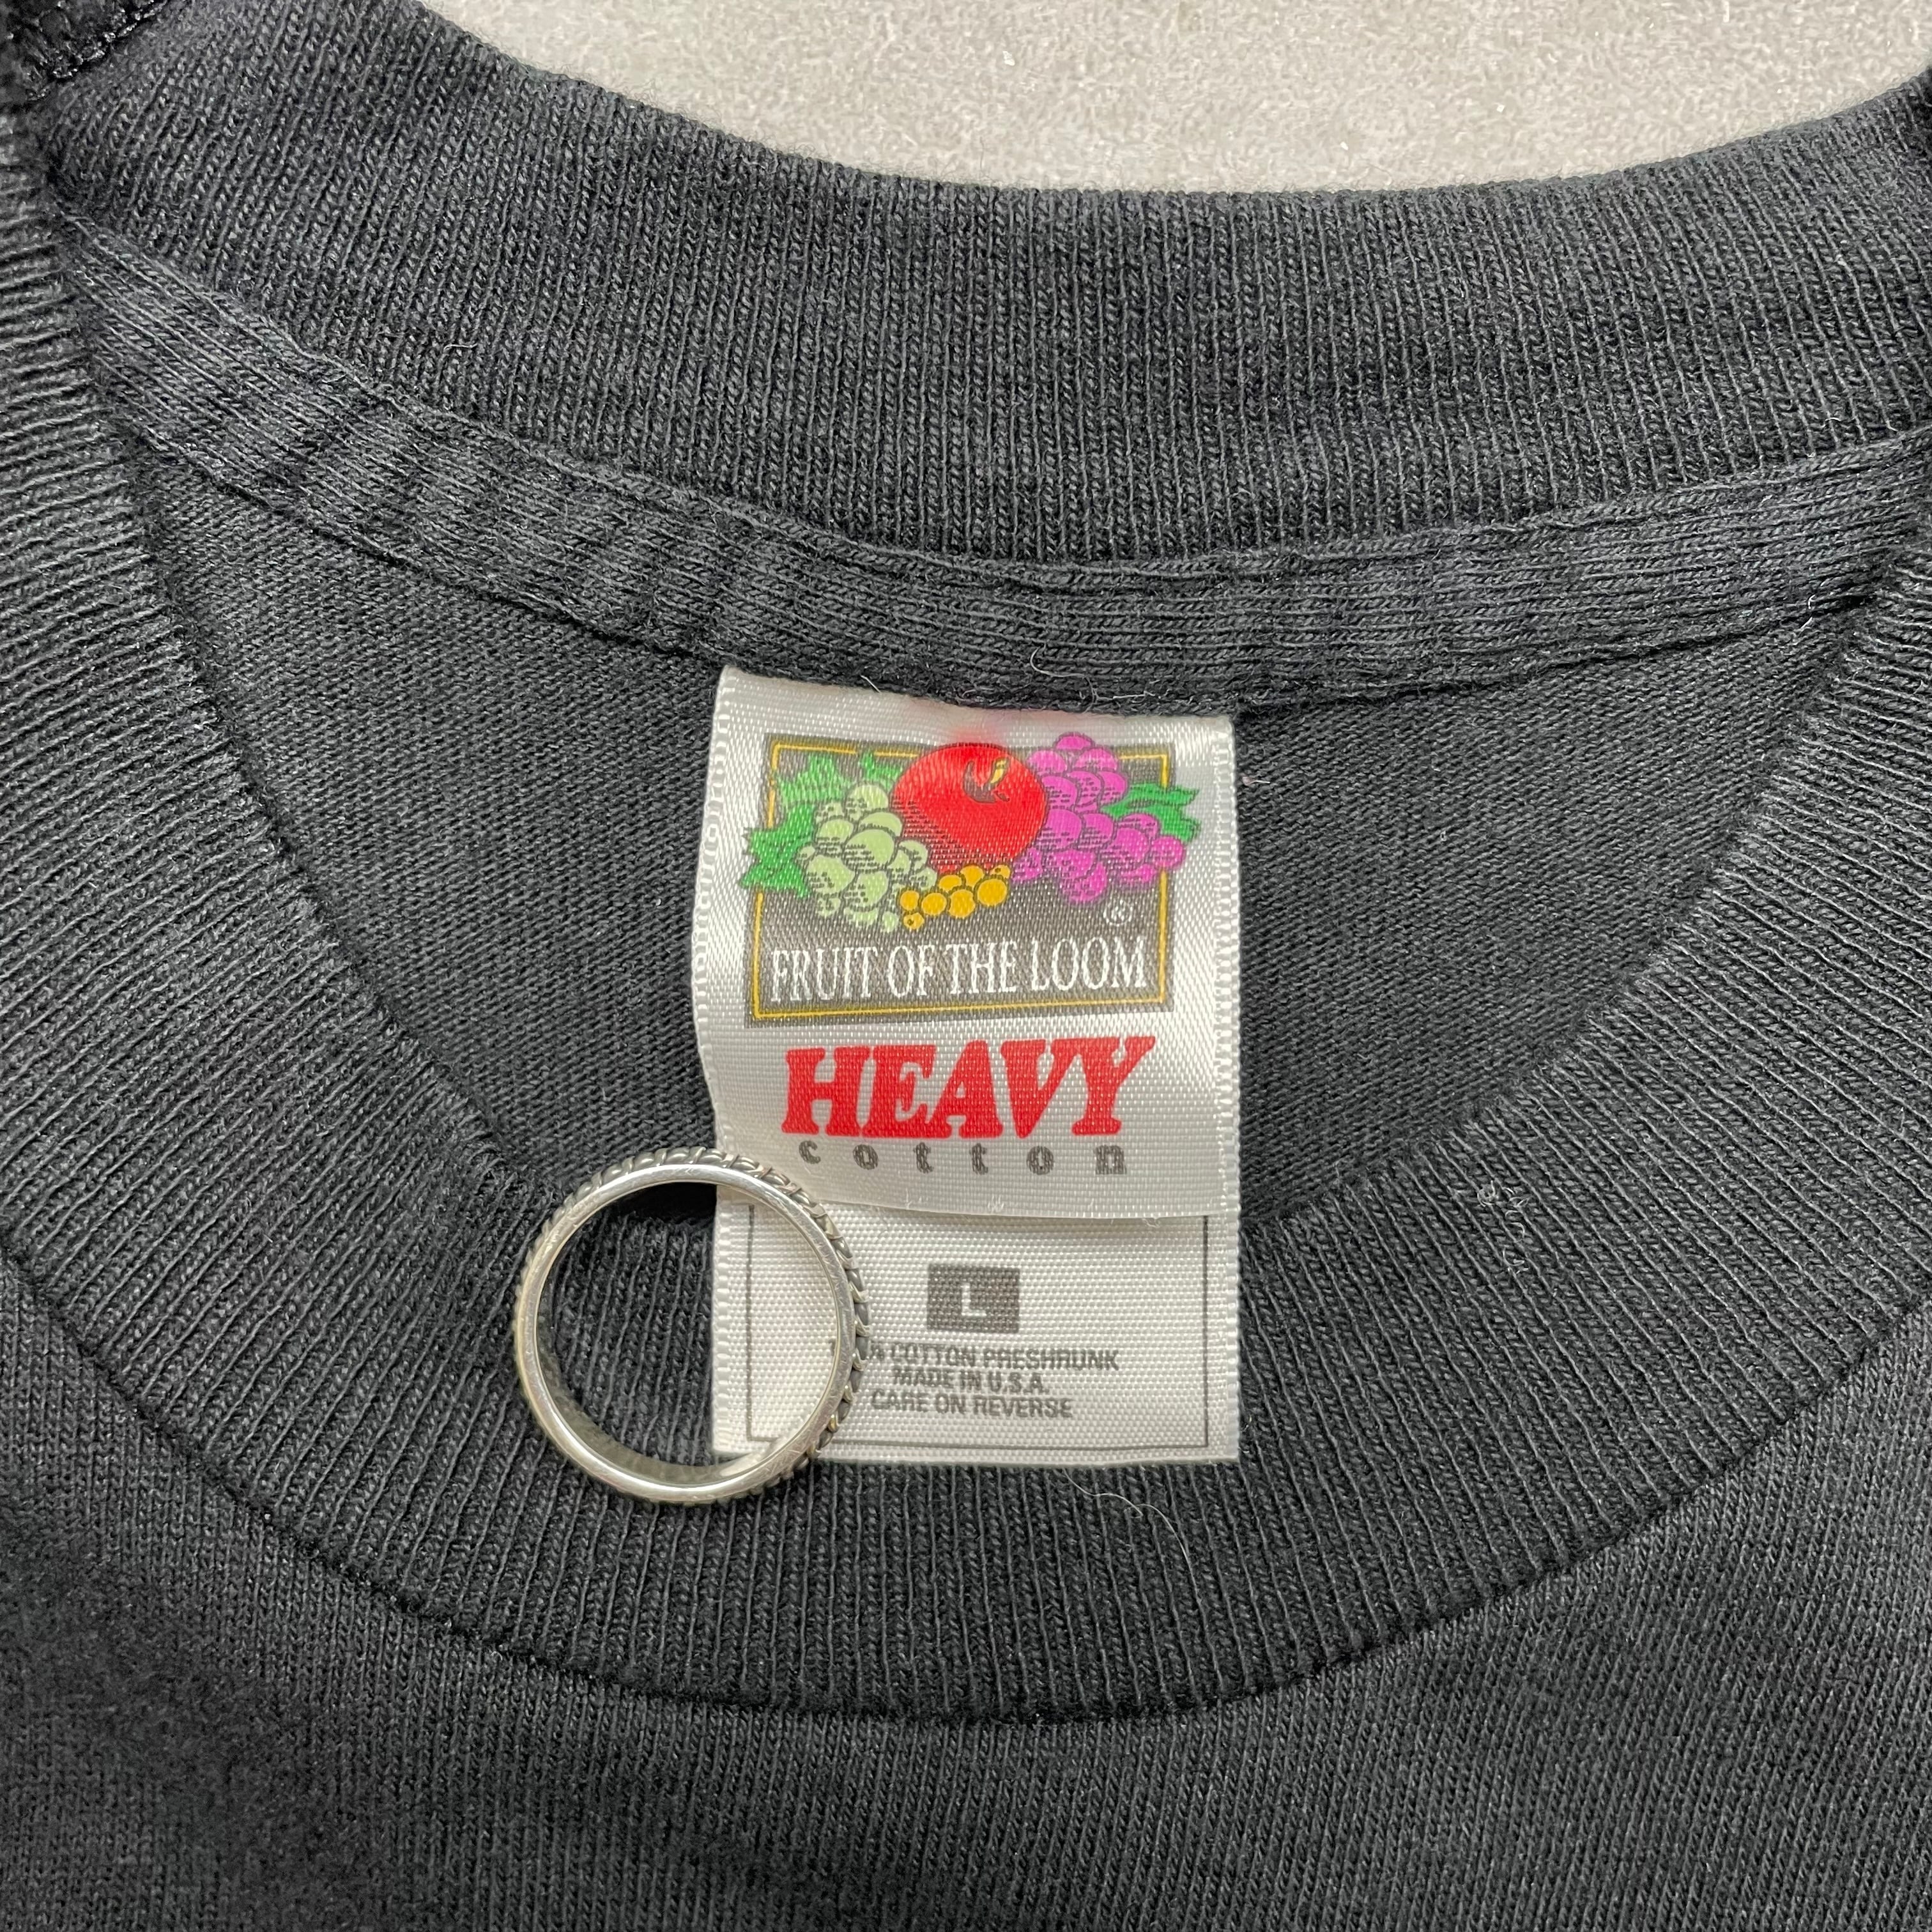 ®
FRUIT OF THE LOOM
HEAVY
cotton
L
% COTTON PRESHRUNK
MADE IN U.S.A.
CARE ON REVERSE